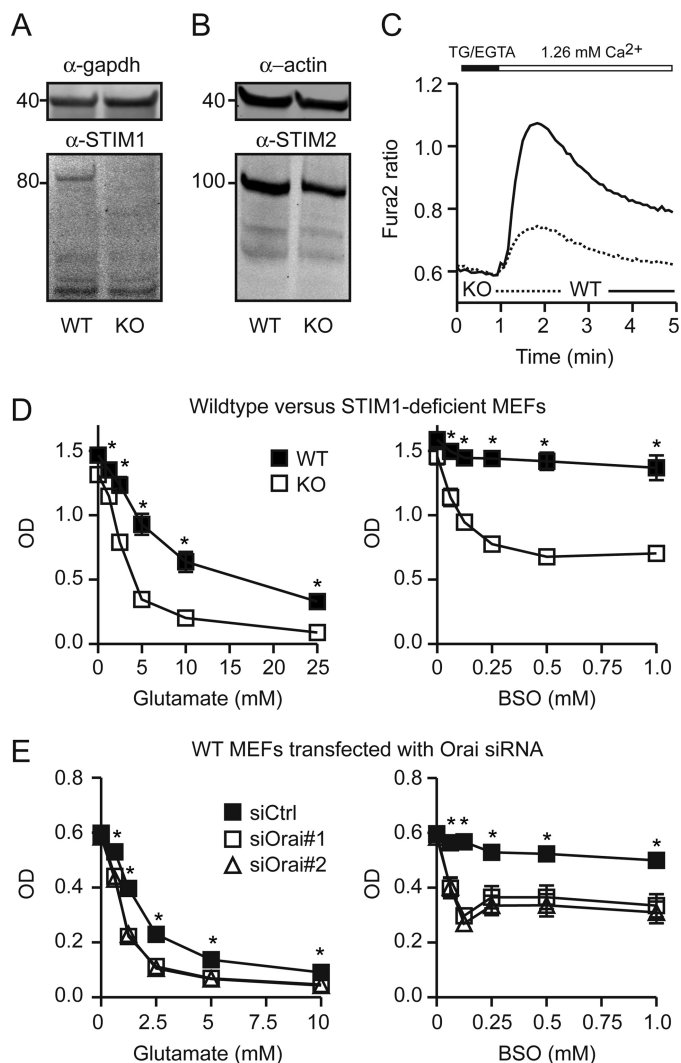 A
α-gapdh
40
α-STIM1
80
WT KO
B
α–actin
40
α-STIM2
100
WT KO
C
TG/EGTA 1.26 mM Ca2+
1.2
1.0
0.8
0.6
Fura2 ratio
KO WT
0 1 2 3 4 5
Time (min)
D Wildtype versus STIM1-deficient MEFs
1.5
1.0
0.5
0.0
OD
* * * * *
WT
KO
0 5 10 15 20 25
Glutamate (mM)
1.5
1.0
0.5
0.0
OD
* * * * *
0 0.25 0.5 0.75 1.0
BSO (mM)
E WT MEFs transfected with Orai siRNA
0.8
0.6
0.4
0.2
0.0
OD
* * * * *
siCtrl
siOrai#1
siOrai#2
0 2.5 5 7.5 10
Glutamate (mM)
0.8
0.6
0.4
0.2
0.0
OD
** * * *
0 0.25 0.5 0.75 1.0
BSO (mM)